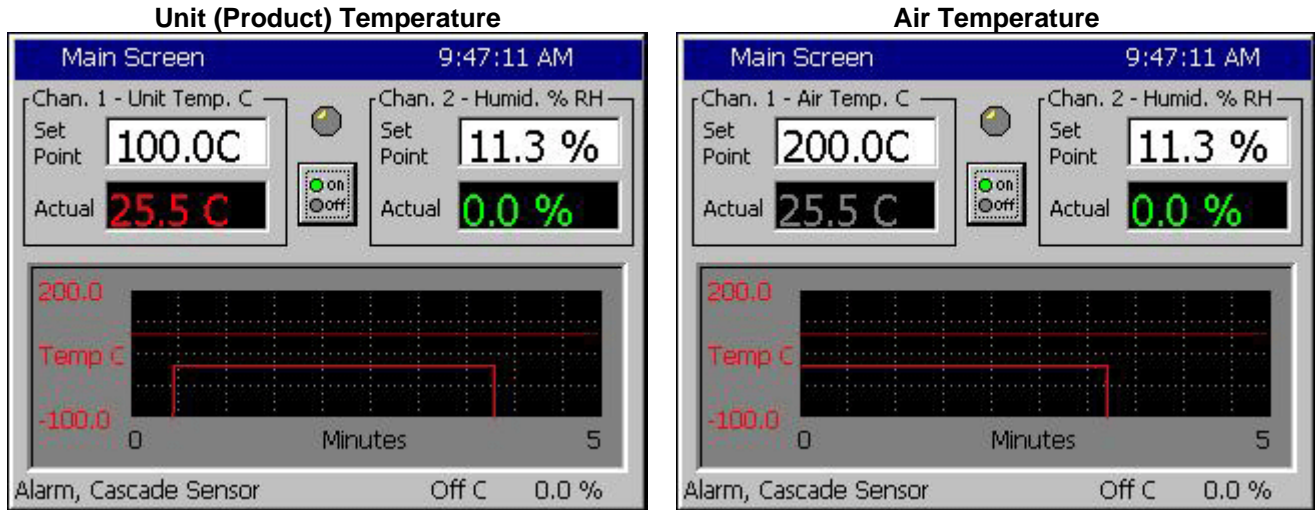 Unit (Product) Temperature
Main Screen 9:47:11 AM
Chan. 1 - Unit Temp. C
Set Point 100.0C
Actual 25.5 C
on
off
Chan. 2 - Humid. % RH
Set Point 11.3 %
Actual 0.0 %
200.0
Temp C
-100.0
0 Minutes 5
Alarm, Cascade Sensor Off C 0.0 %
Air Temperature
Main Screen 9:47:11 AM
Chan. 1 - Air Temp. C
Set Point 200.0C
Actual 25.5 C
on
off
Chan. 2 - Humid. % RH
Set Point 11.3 %
Actual 0.0 %
200.0
Temp C
-100.0
0 Minutes 5
Alarm, Cascade Sensor Off C 0.0 %